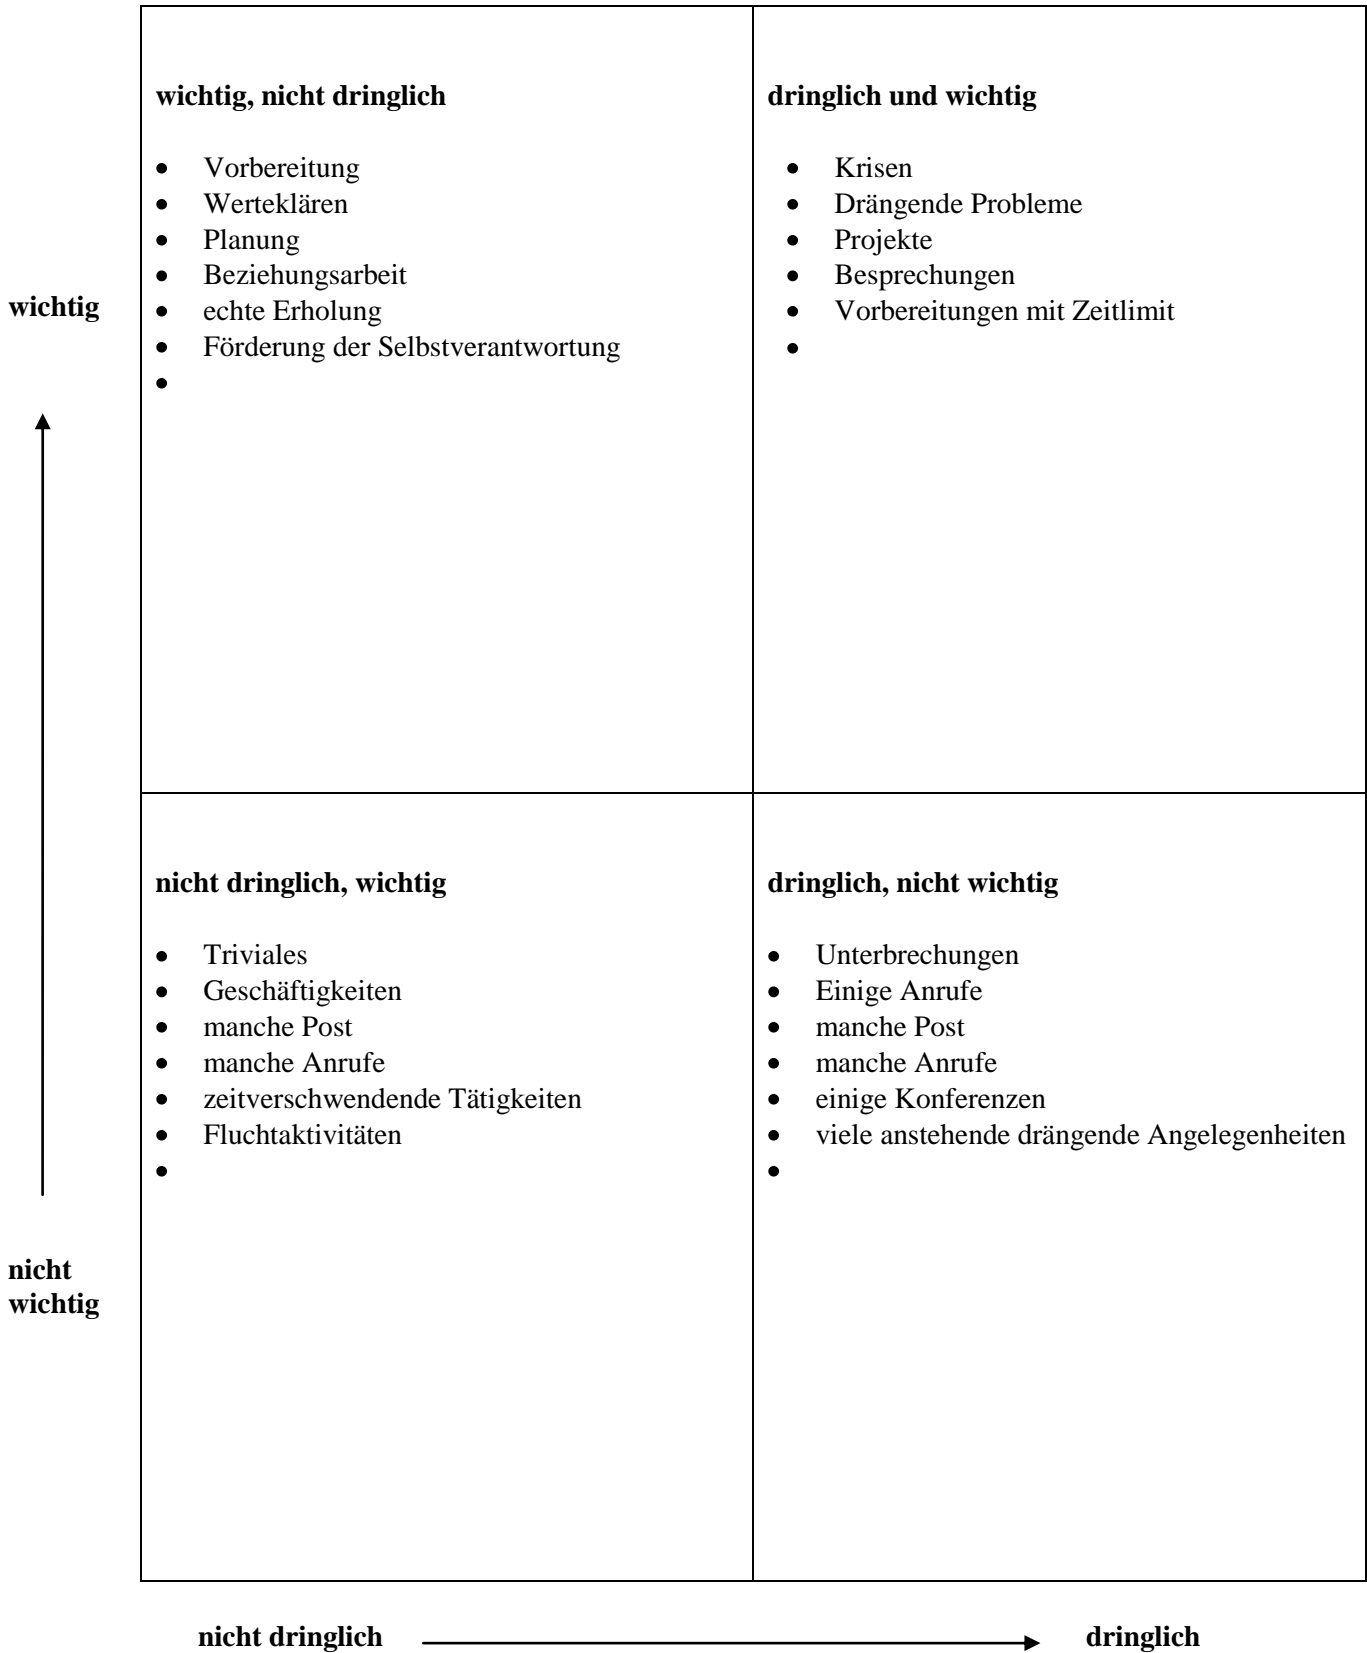 wichtig, nicht dringlich
• Vorbereitung
• Werteklären
• Planung
• Beziehungsarbeit
• echte Erholung
• Förderung der Selbstverantwortung
•
dringlich und wichtig
• Krisen
• Drängende Probleme
• Projekte
• Besprechungen
• Vorbereitungen mit Zeitlimit
•
wichtig
nicht dringlich, wichtig
• Triviales
• Geschäftigkeiten
• manche Post
• manche Anrufe
• zeitverschwendende Tätigkeiten
• Fluchtaktivitäten
•
dringlich, nicht wichtig
• Unterbrechungen
• Einige Anrufe
• manche Post
• manche Anrufe
• einige Konferenzen
• viele anstehende drängende Angelegenheiten
•
nicht
wichtig
nicht dringlich
dringlich